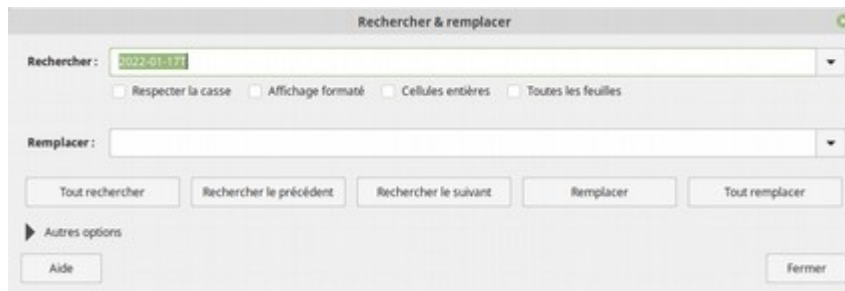 Rechercher & remplacer
Rechercher : 2022-01-17T
Respecter la casse Affichage formaté Cellules entières Toutes les feuilles
Remplacer :
Tout rechercher Rechercher le précédent Rechercher le suivant Remplacer Tout remplacer
Autres options
Aide Fermer